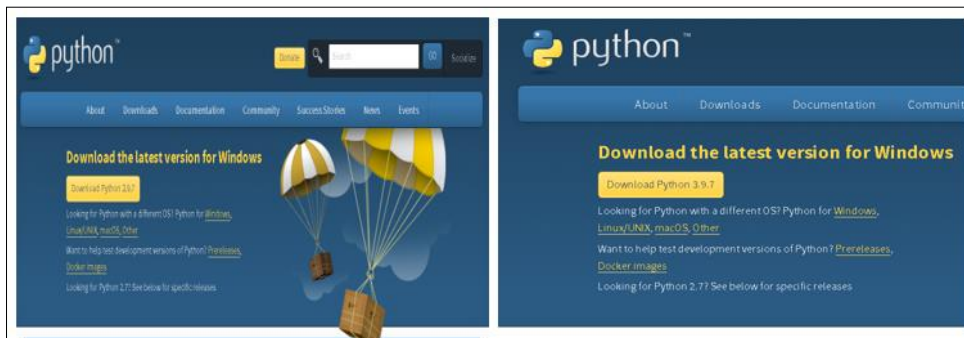 python™
Donate Search GO Socialize
About Downloads Documentation Community Success Stories News Events
Download the latest version for Windows
Download Python 3.9.7
Looking for Python with a different OS? Python for Windows,
Linux/UNIX, macOS, Other
Want to help test development versions of Python? Prereleases,
Docker images
Looking for Python 2.7? See below for specific releases
python™
About Downloads Documentation Communit
Download the latest version for Windows
Download Python 3.9.7
Looking for Python with a different OS? Python for Windows,
Linux/UNIX, macOS, Other
Want to help test development versions of Python? Prereleases,
Docker images
Looking for Python 2.7? See below for specific releases